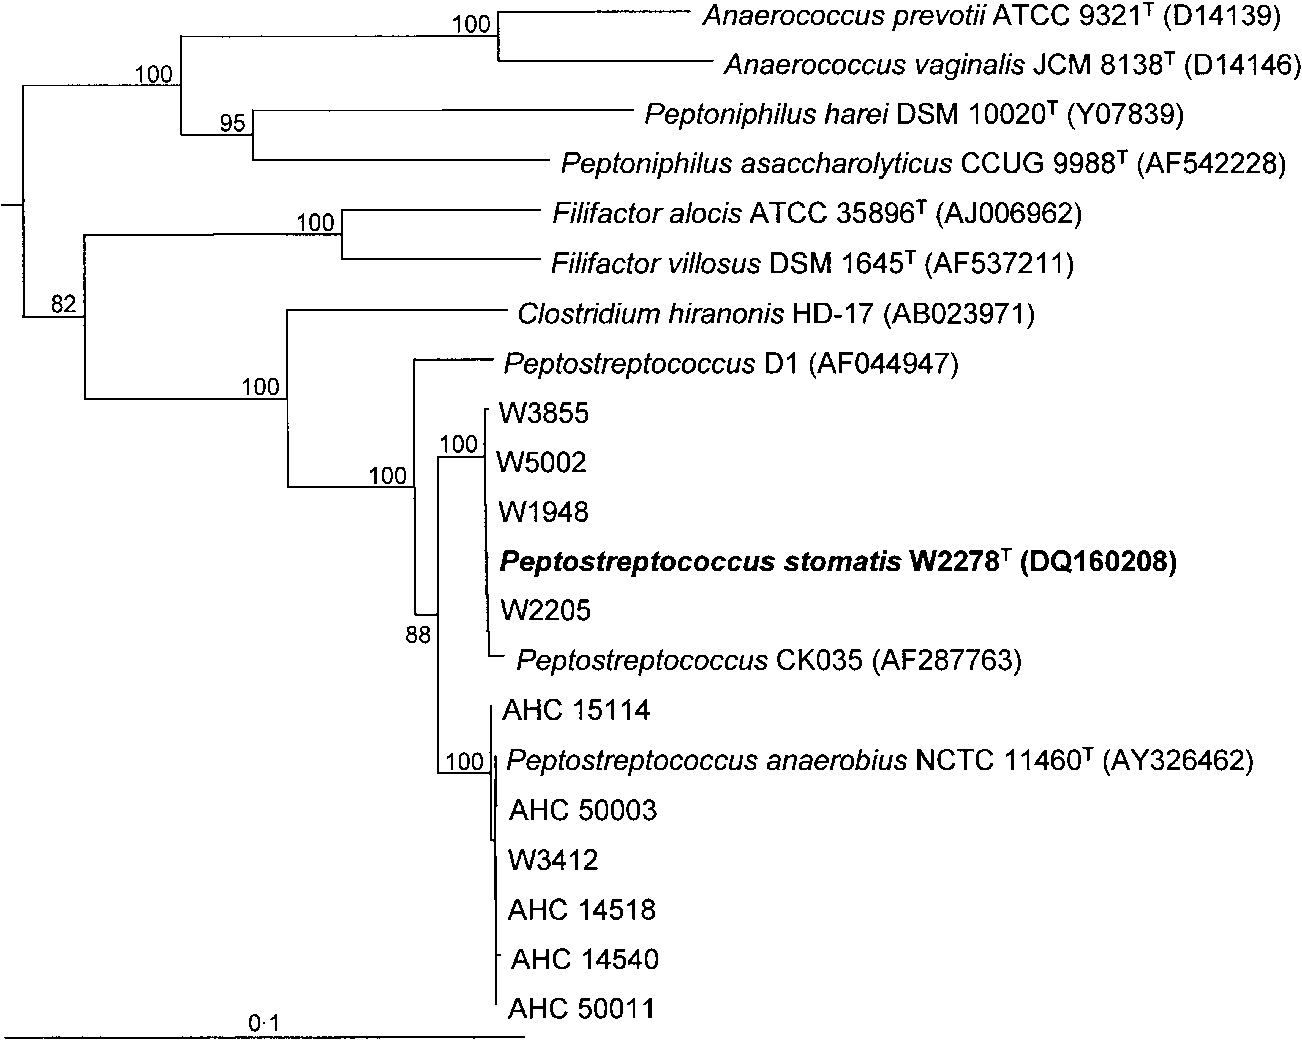 100 Anaerococcus prevotii ATCC 9321T (D14139)
Anaerococcus vaginalis JCM 8138T (D14146)
100
95 Peptoniphilus harei DSM 10020T (Y07839)
Peptoniphilus asaccharolyticus CCUG 9988T (AF542228)
100 Filifactor alocis ATCC 35896T (AJ006962)
Filifactor villosus DSM 1645T (AF537211)
82 Clostridium hiranonis HD-17 (AB023971)
Peptostreptococcus D1 (AF044947)
100
W3855
100
W5002
100
W1948
Peptostreptococcus stomatis W2278T (DQ160208)
W2205
88
Peptostreptococcus CK035 (AF287763)
AHC 15114
100 Peptostreptococcus anaerobius NCTC 11460T (AY326462)
AHC 50003
W3412
AHC 14518
AHC 14540
AHC 50011
0·1